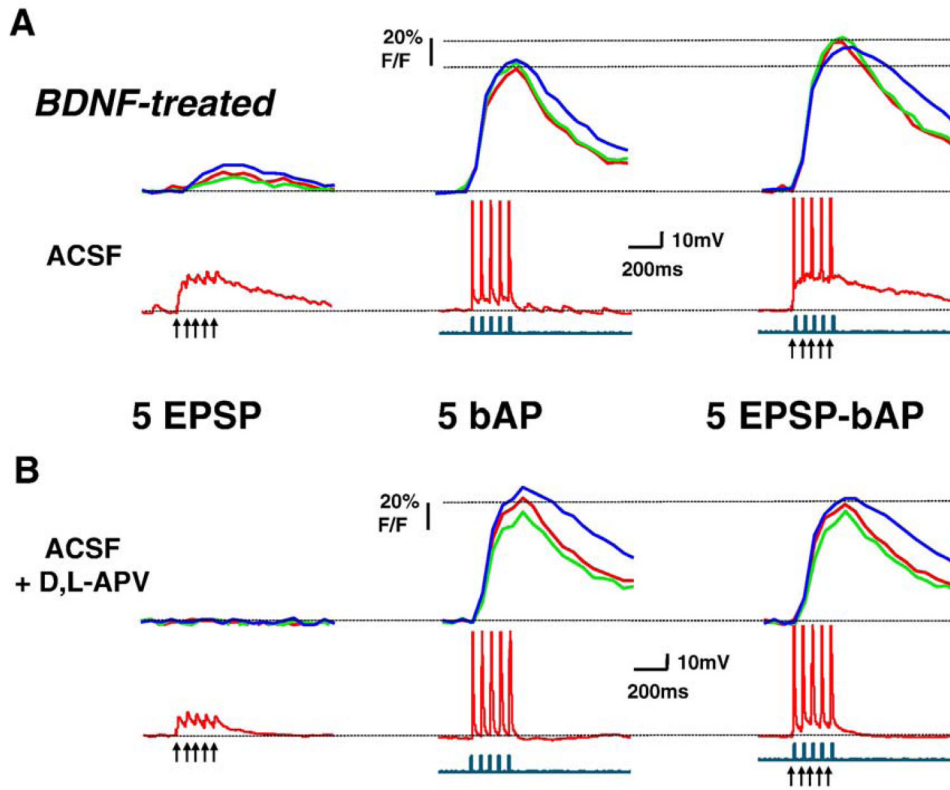 A
20%
F/F
BDNF-treated
ACSF
10mV
200ms
5 EPSP
5 bAP
5 EPSP-bAP
B
20%
F/F
ACSF
+ D,L-APV
10mV
200ms